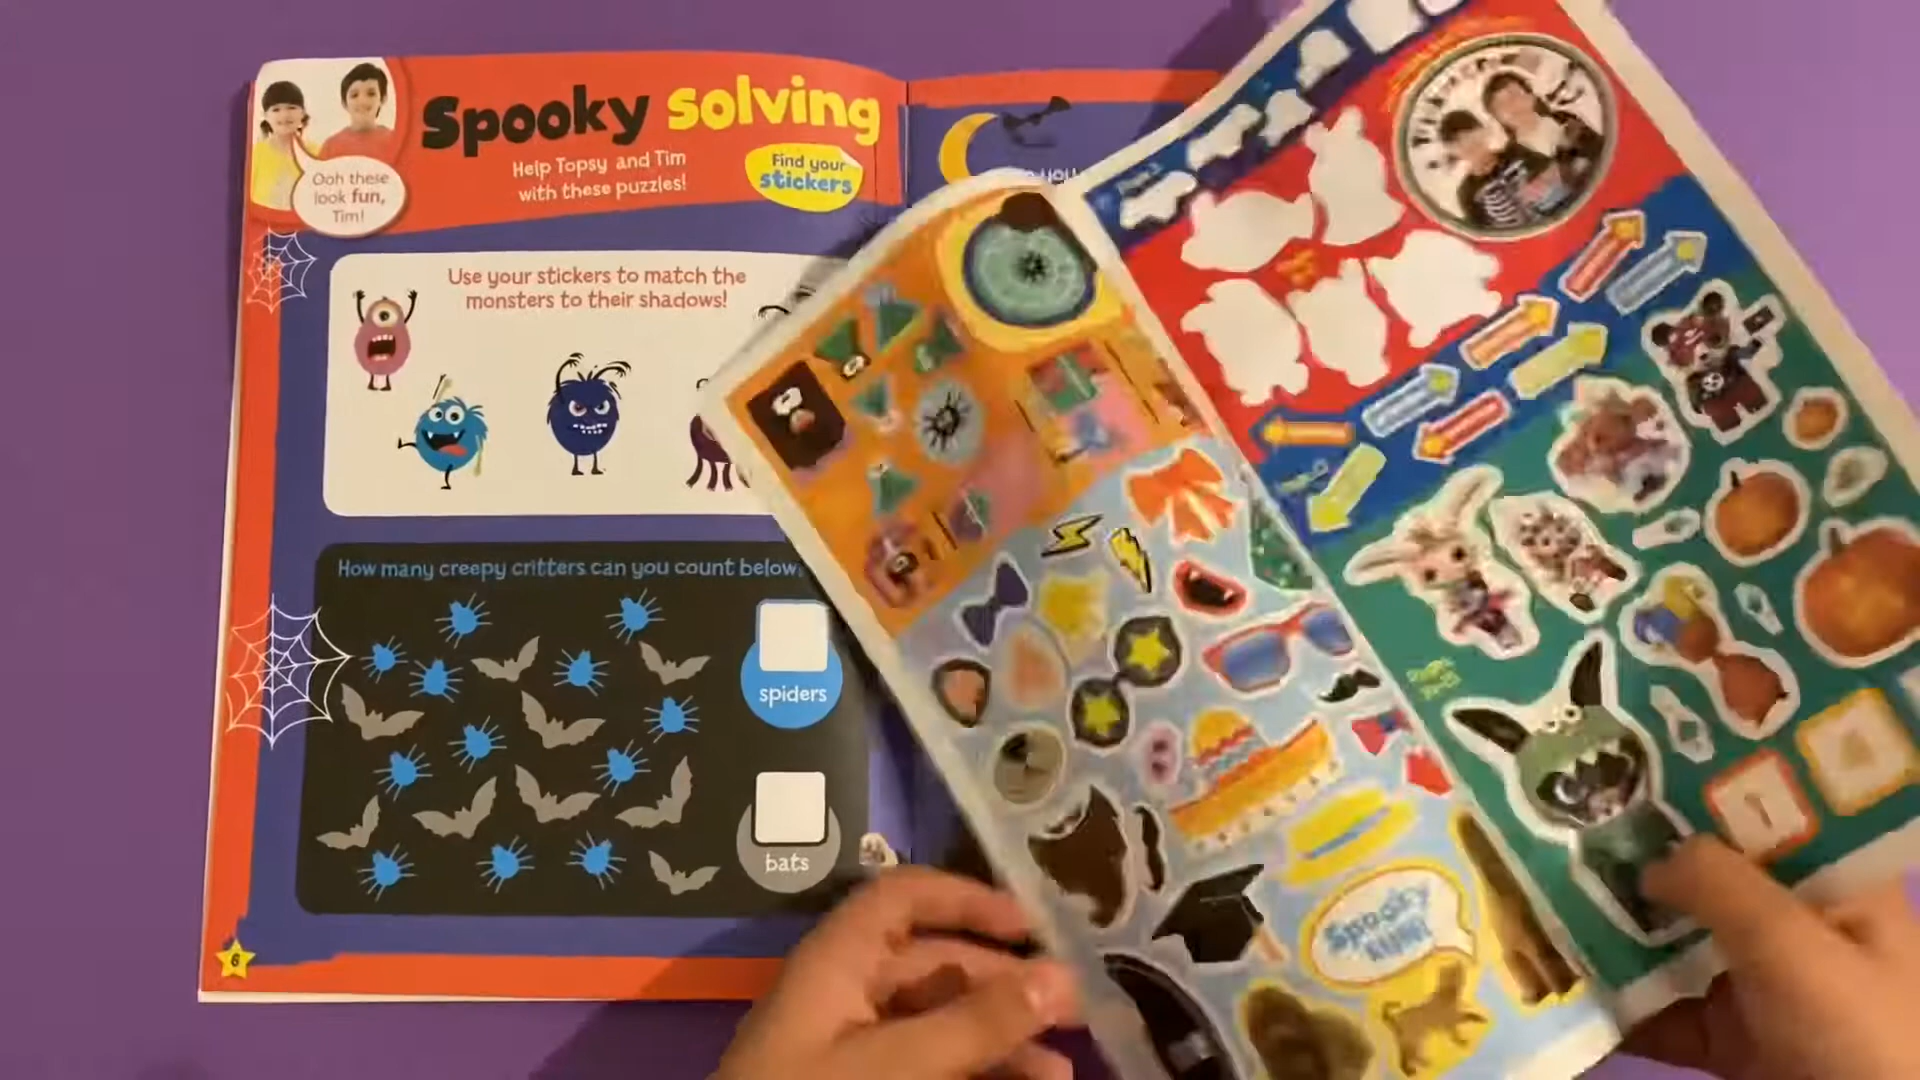 Spooky solving
Help Topsy and Tim
with these puzzles!
Find your
stickers
Ooh these
look fun,
Tim!
Use your stickers to match the
monsters to their shadows!
How many creepy critters can you count below?
spiders
bats
6
Spooky
FUN!